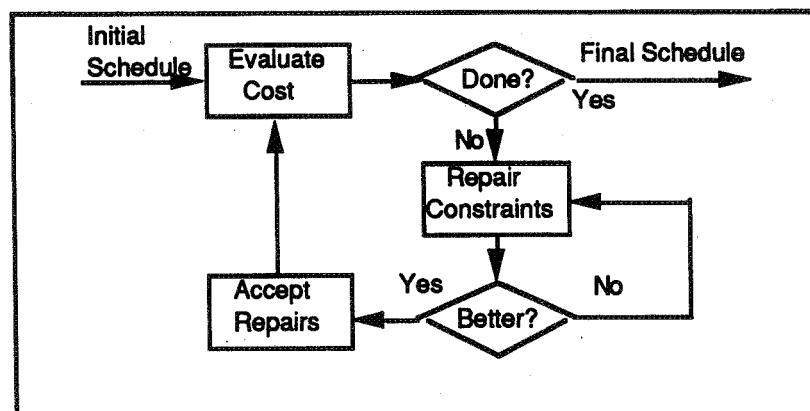 Initial
Schedule
Evaluate
Cost
Done?
Final Schedule
Yes
No
Repair
Constraints
Better?
Yes
No
Accept
Repairs